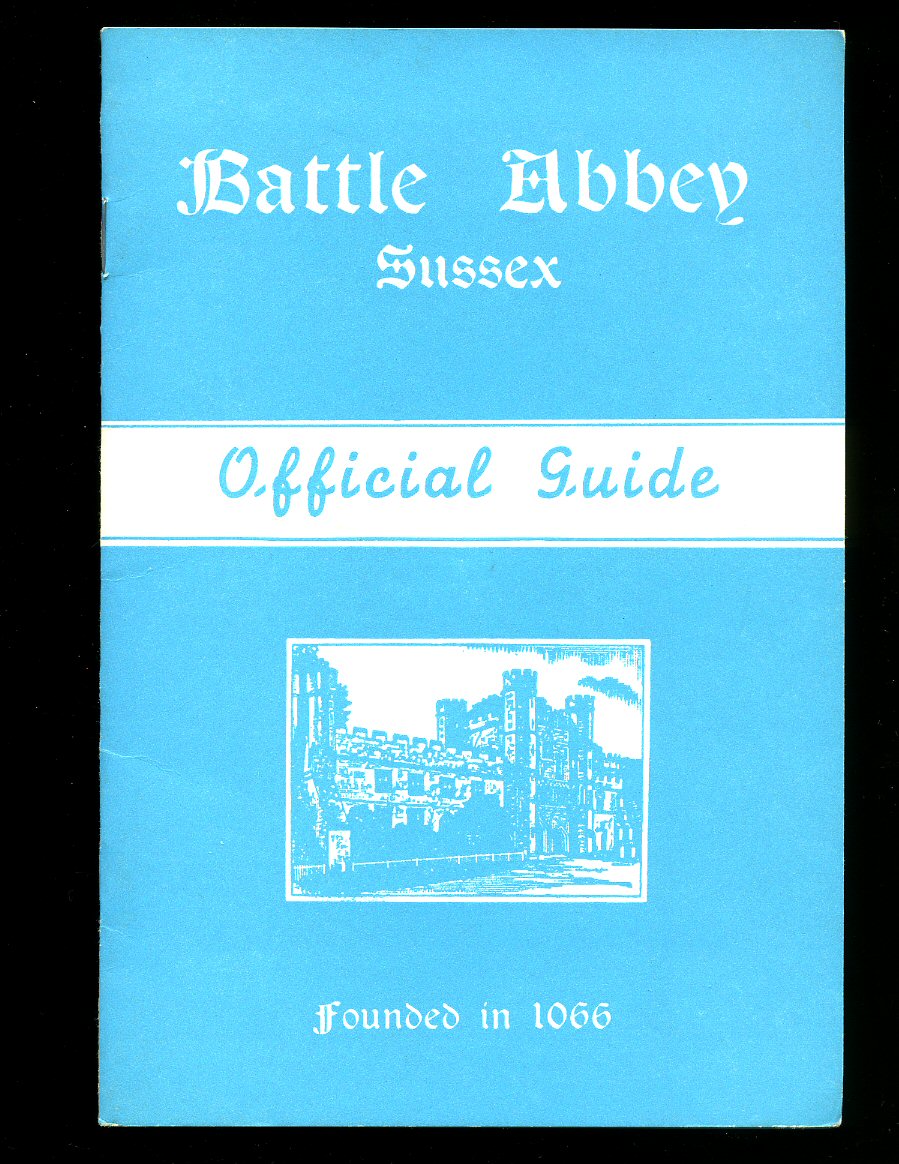 Battle Abbey
Sussex
Official Guide
Founded in 1066